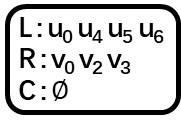 L: u₀ u₄ u₅ u₆
R: v₀ v₂ v₃
C: ∅